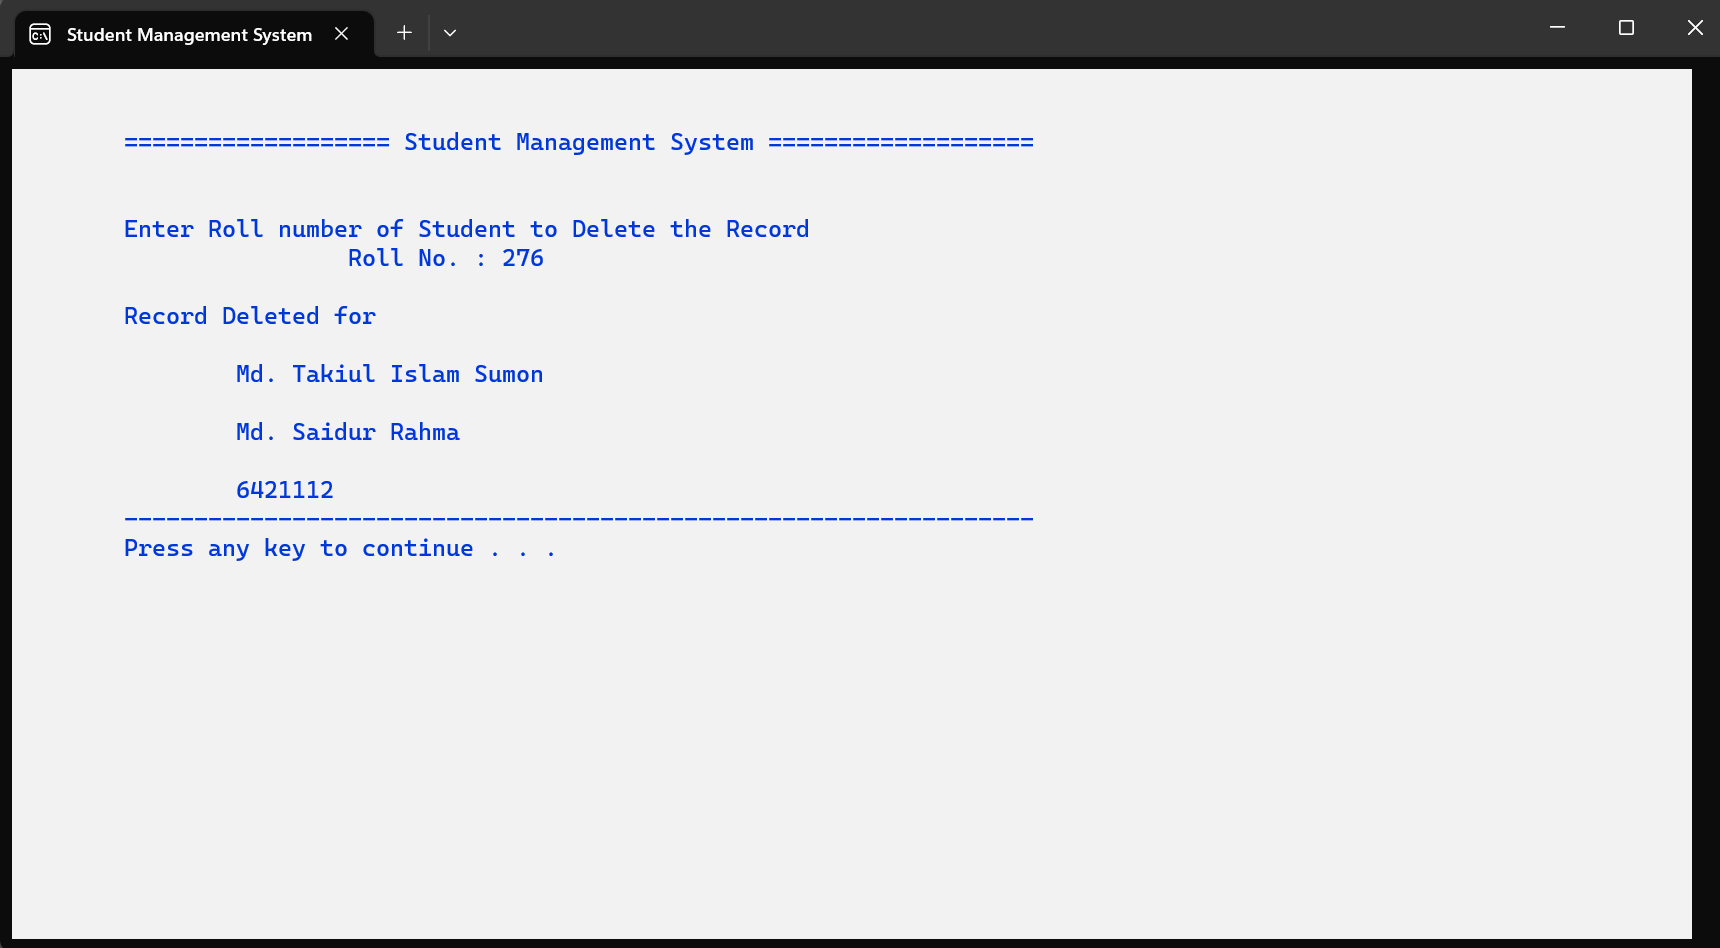 Student Management System
=================== Student Management System ===================
Enter Roll number of Student to Delete the Record
Roll No. : 276
Record Deleted for
Md. Takiul Islam Sumon
Md. Saidur Rahma
6421112
-----------------------------------------------------------------
Press any key to continue . . .